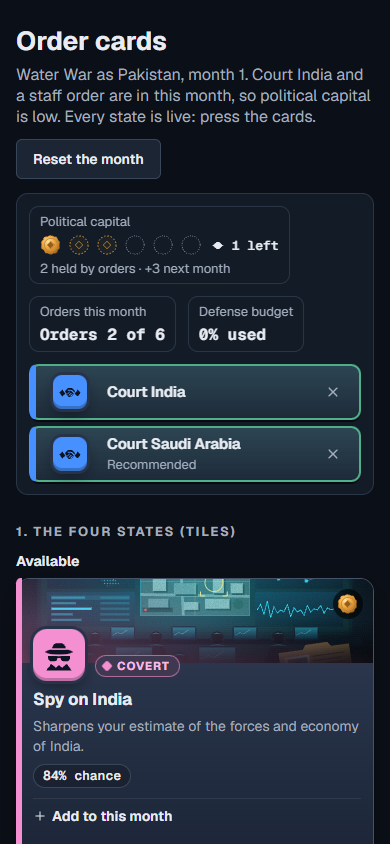 Order cards
Water War as Pakistan, month 1. Court India and
a staff order are in this month, so political capital
is low. Every state is live: press the cards.
Reset the month
Political capital
1 left
2 held by orders · +3 next month
Orders this month
Orders 2 of 6
Defense budget
0% used
Court India
Court Saudi Arabia
Recommended
1. THE FOUR STATES (TILES)
Available
COVERT
Spy on India
Sharpens your estimate of the forces and economy
of India.
84% chance
+ Add to this month